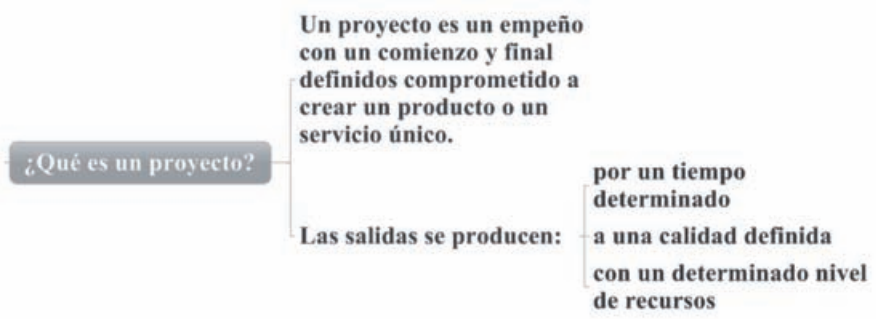 Un proyecto es un empeño
con un comienzo y final
definidos comprometido a
crear un producto o un
servicio único.
¿Qué es un proyecto?
por un tiempo
determinado
Las salidas se producen:
a una calidad definida
con un determinado nivel
de recursos